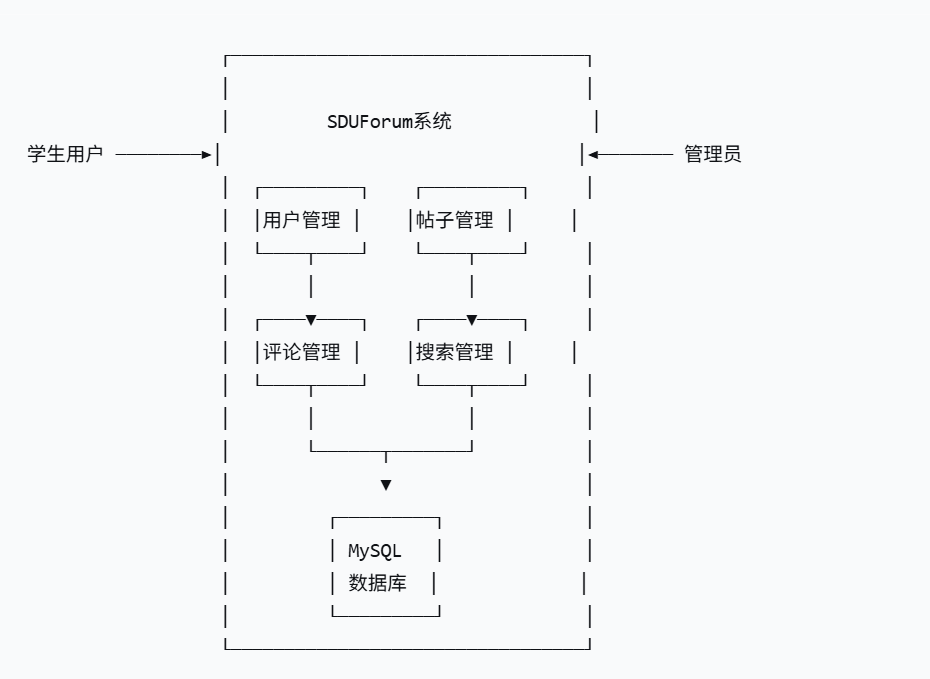 SDUForum系统
学生用户
管理员
用户管理
帖子管理
评论管理
搜索管理
MySQL
数据库